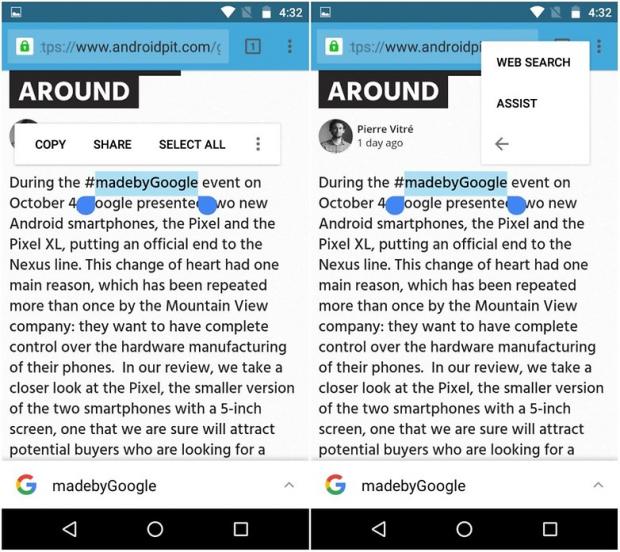 4:32
tps://www.androidpit.com/g
1
AROUND
COPY SHARE SELECT ALL
During the #madebyGoogle event on
October 4 oogle presente wo new
Android smartphones, the Pixel and the
Pixel XL, putting an official end to the
Nexus line. This change of heart had one
main reason, which has been repeated
more than once by the Mountain View
company: they want to have complete
control over the hardware manufacturing
of their phones. In our review, we take a
closer look at the Pixel, the smaller version
of the two smartphones with a 5-inch
screen, one that we are sure will attract
potential buyers who are looking for a
madebyGoogle
4:32
tps://www.androidpi
WEB SEARCH
ASSIST
AROUND
Pierre Vitré
1 day ago
During the #madebyGoogle event on
October 4 oogle presente wo new
Android smartphones, the Pixel and the
Pixel XL, putting an official end to the
Nexus line. This change of heart had one
main reason, which has been repeated
more than once by the Mountain View
company: they want to have complete
control over the hardware manufacturing
of their phones. In our review, we take a
closer look at the Pixel, the smaller version
of the two smartphones with a 5-inch
screen, one that we are sure will attract
potential buyers who are looking for a
madebyGoogle